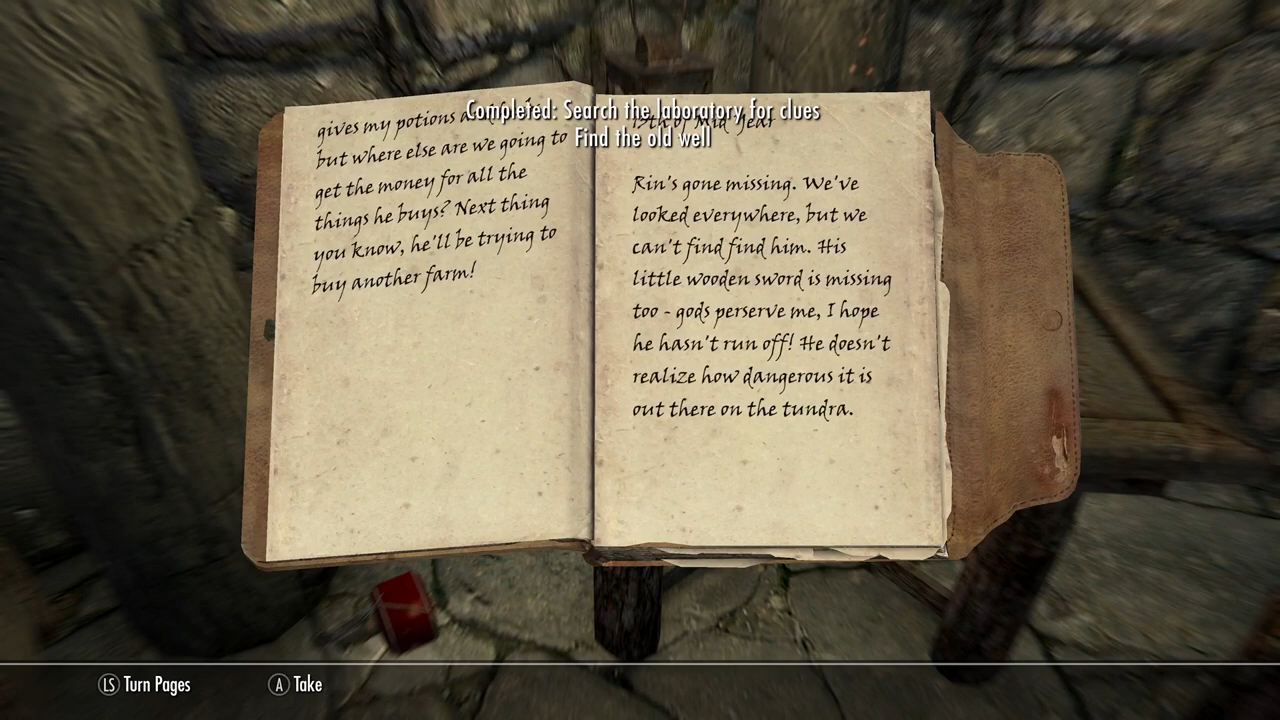 Completed: Search the laboratory for clues
Find the old well
gives my potions
but where else are we going to
get the money for all the
things he buys? Next thing
you know, he'll be trying to
buy another farm!
of Mid Year
Rin's gone missing. We've
looked everywhere, but we
can't find find him. His
little wooden sword is missing
too - gods perserve me, I hope
he hasn't run off! He doesn't
realize how dangerous it is
out there on the tundra.
LS Turn Pages
A Take